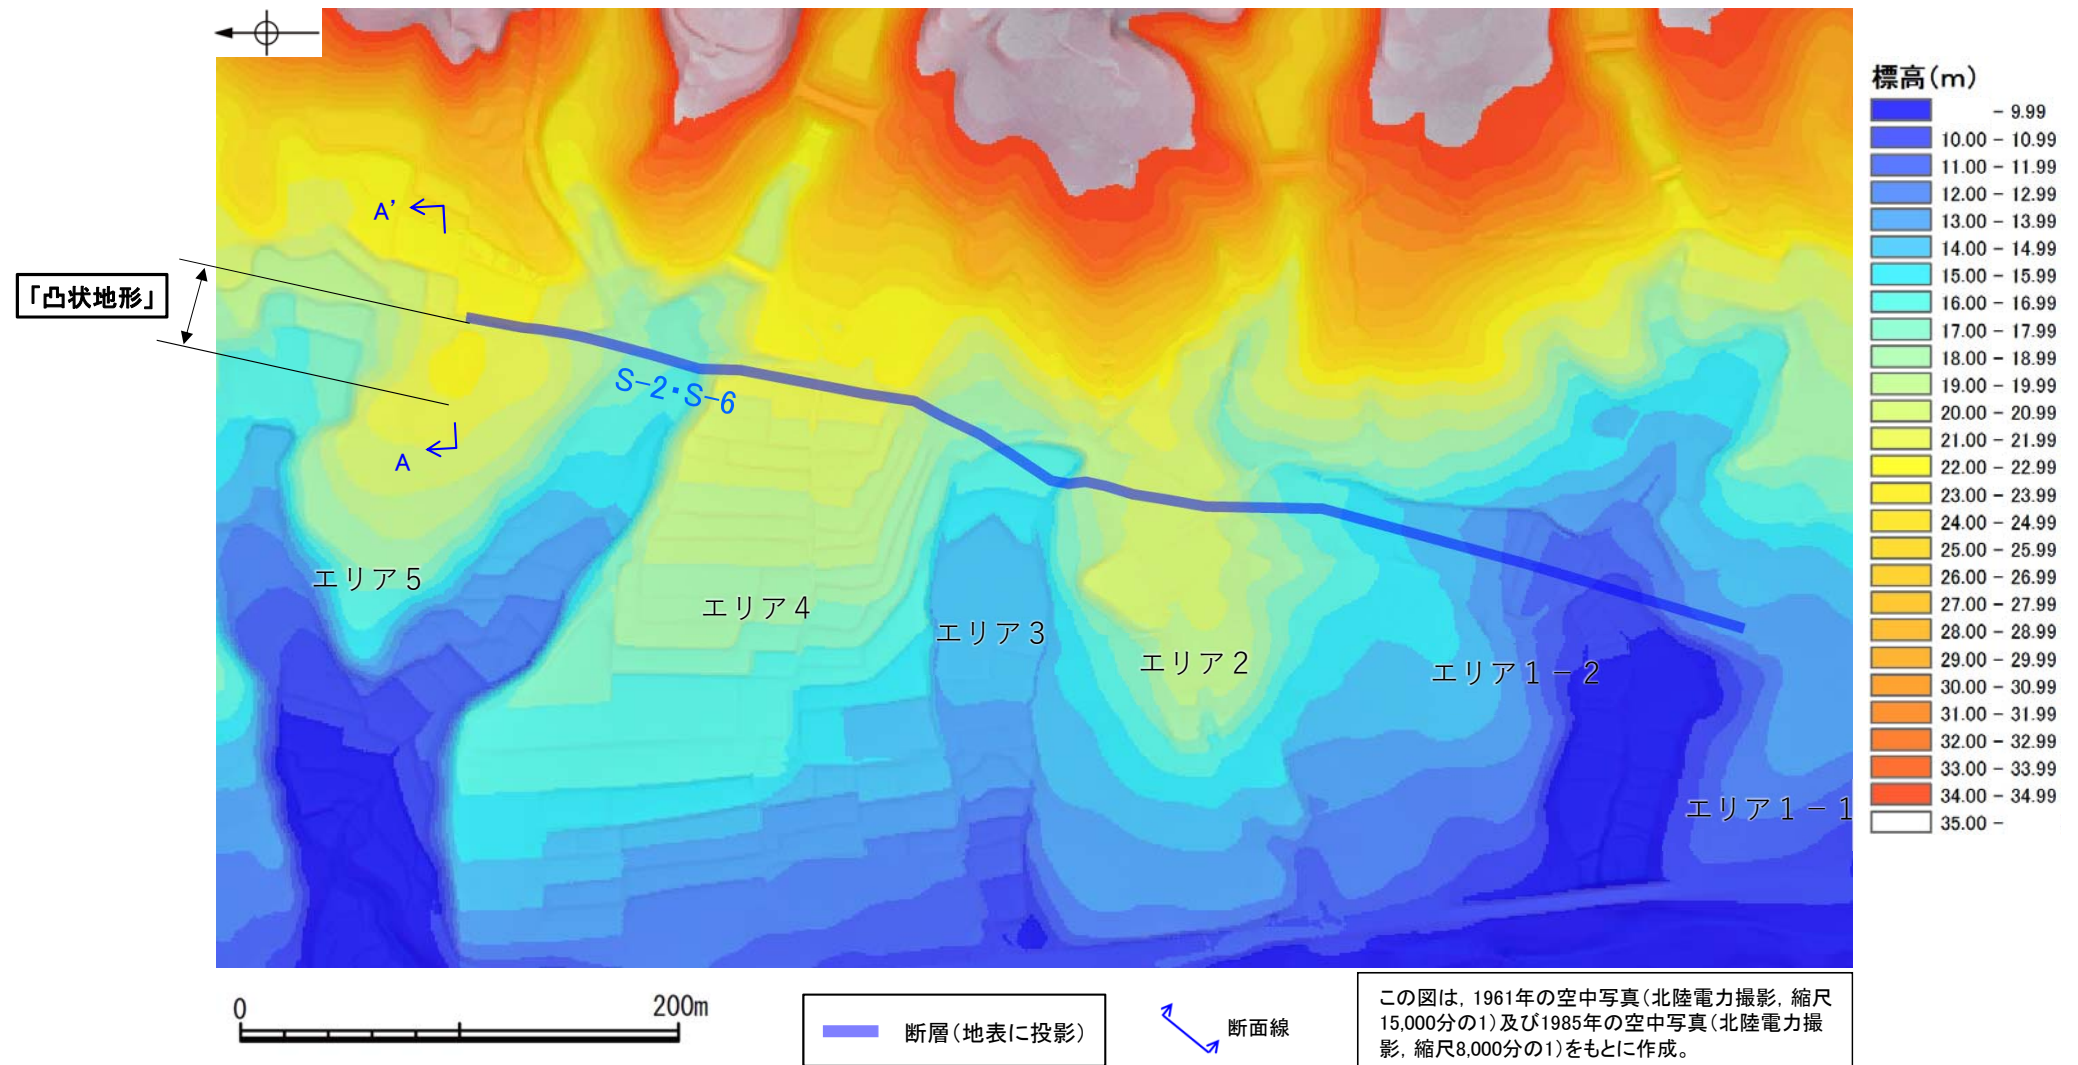 標高(m)
- 9.99
10.00 - 10.99
11.00 - 11.99
12.00 - 12.99
13.00 - 13.99
14.00 - 14.99
15.00 - 15.99
16.00 - 16.99
17.00 - 17.99
18.00 - 18.99
19.00 - 19.99
20.00 - 20.99
21.00 - 21.99
22.00 - 22.99
23.00 - 23.99
24.00 - 24.99
25.00 - 25.99
26.00 - 26.99
27.00 - 27.99
28.00 - 28.99
29.00 - 29.99
30.00 - 30.99
31.00 - 31.99
32.00 - 32.99
33.00 - 33.99
34.00 - 34.99
35.00 -
A’
「凸状地形」
S-2・S-6
A
エリア5
エリア4
エリア3
エリア2
エリア1-2
エリア1-1
0 200m
断層(地表に投影)
断面線
この図は,1961年の空中写真(北陸電力撮影,縮尺
15,000分の1)及び1985年の空中写真(北陸電力撮
影,縮尺8,000分の1)をもとに作成。